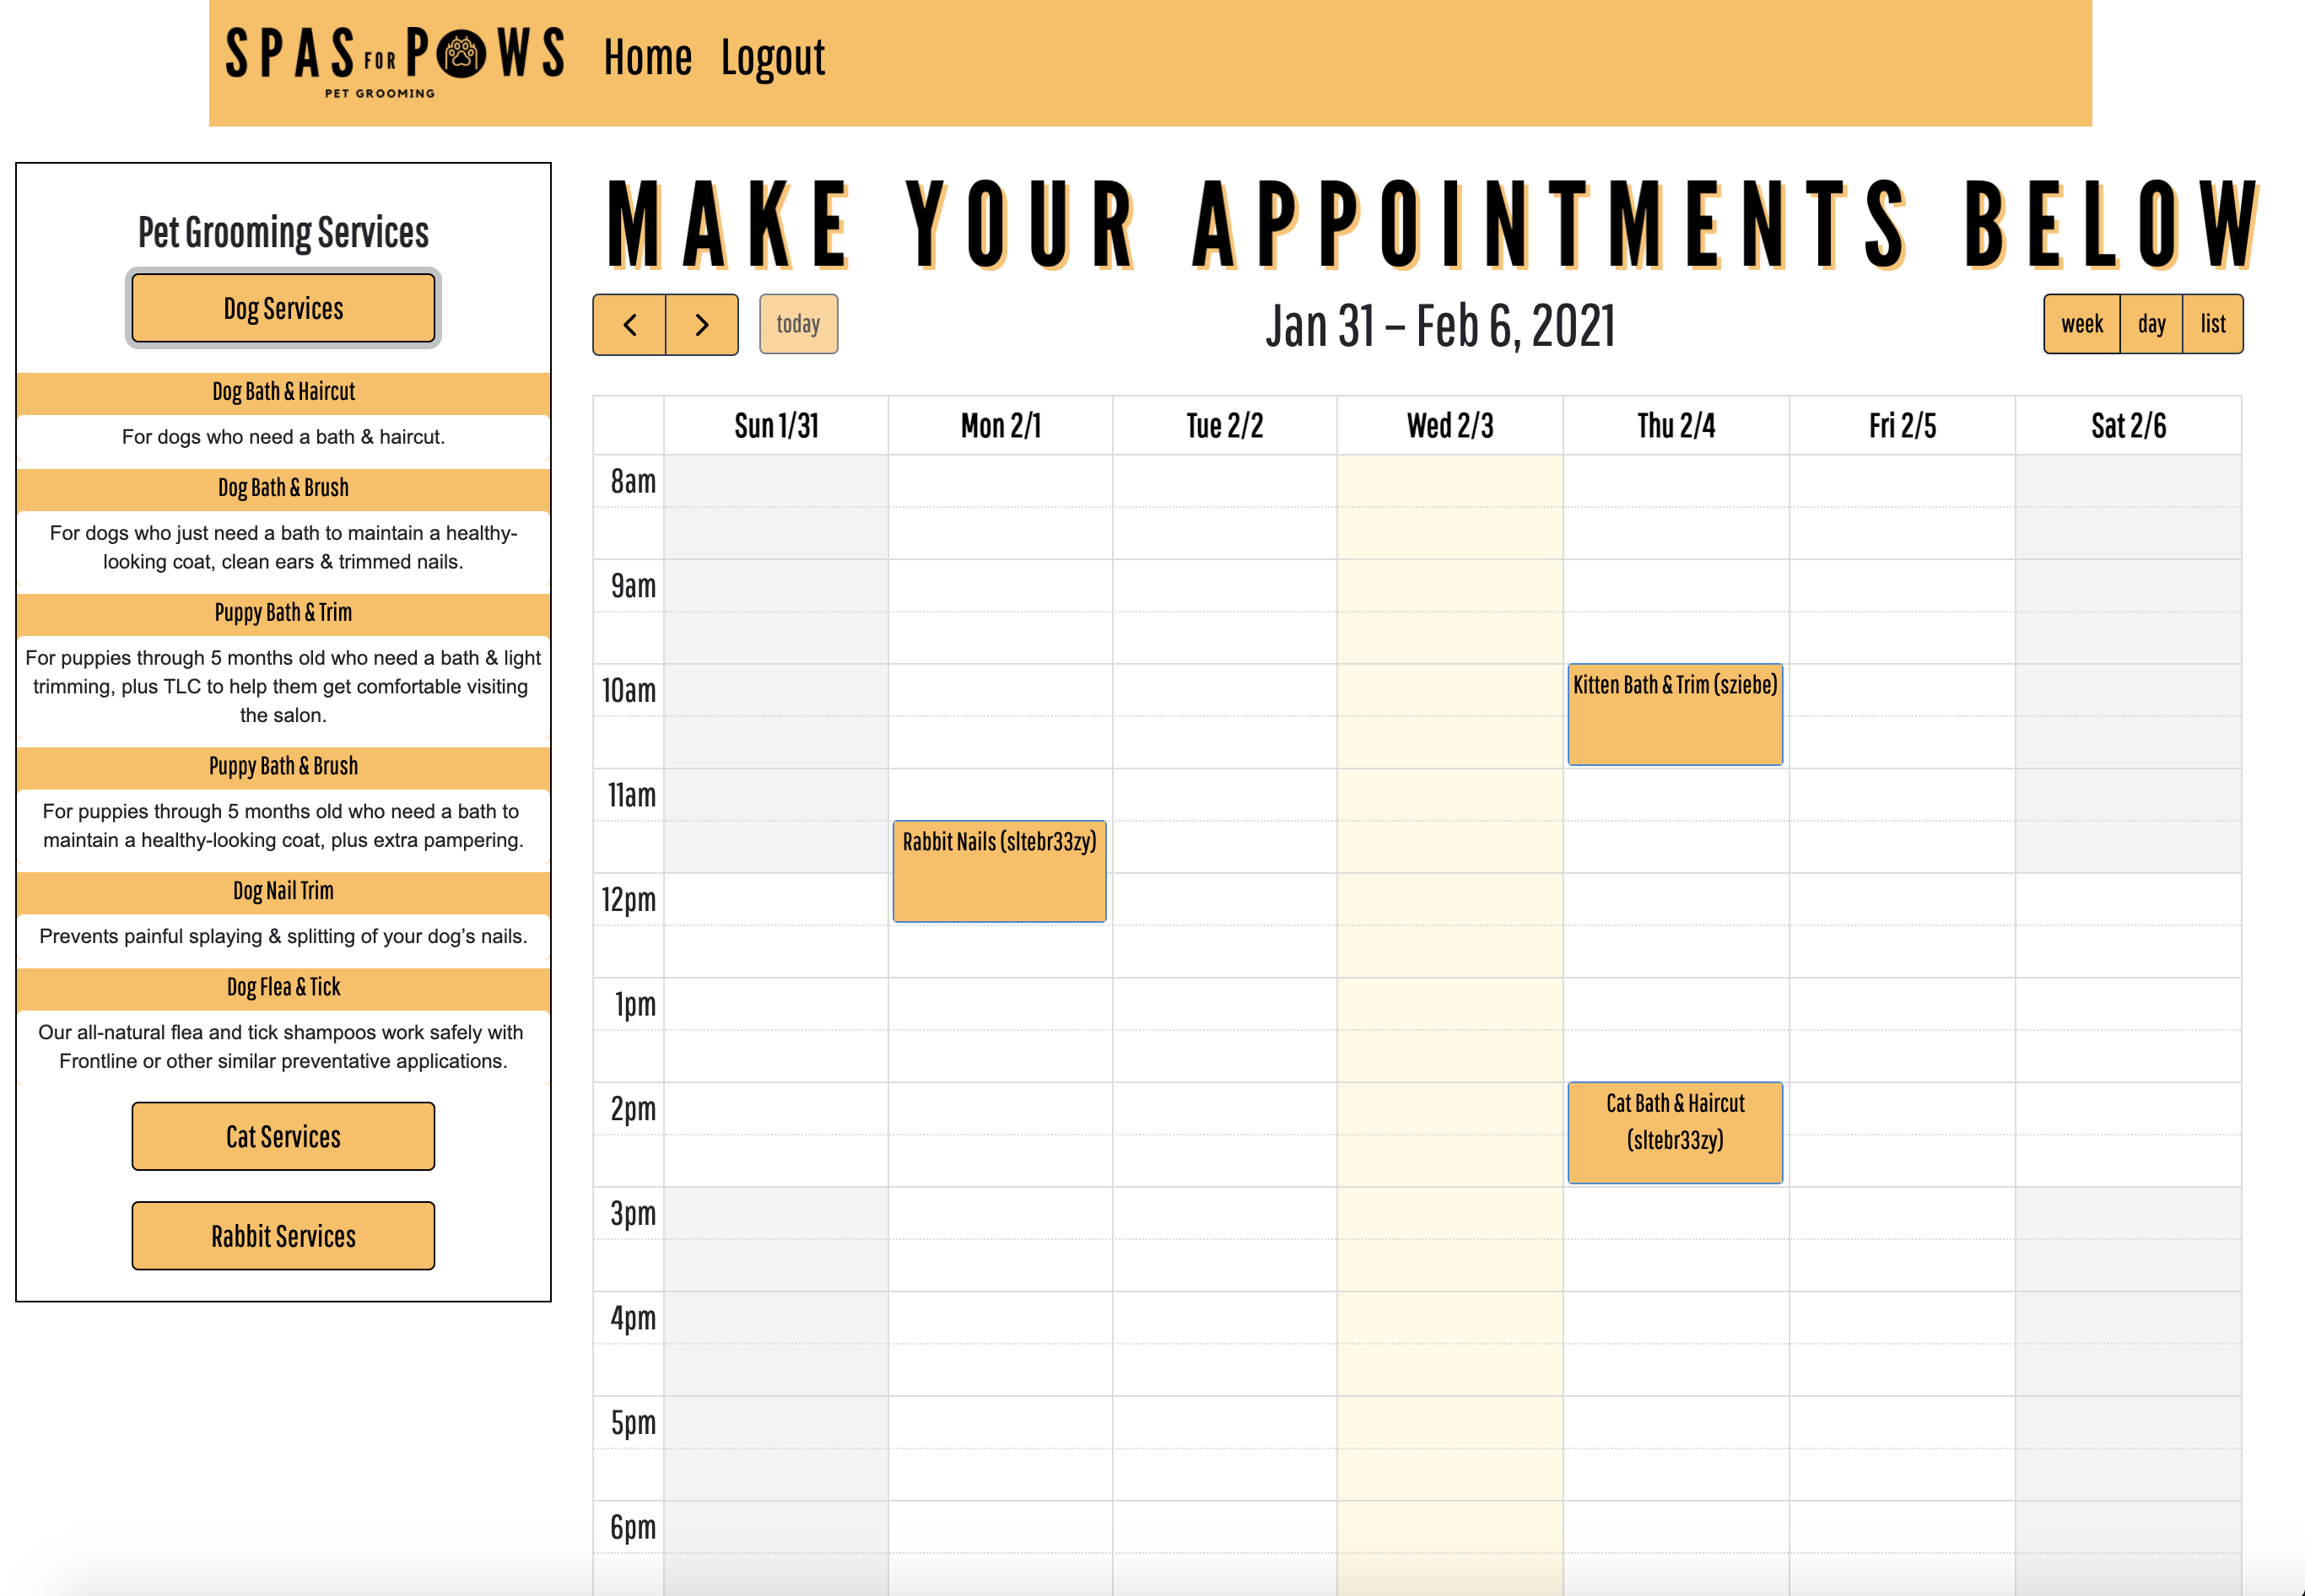 SPAS FOR PAWS
PET GROOMING
Home Logout
Pet Grooming Services
Dog Services
Dog Bath & Haircut
For dogs who need a bath & haircut.
Dog Bath & Brush
For dogs who just need a bath to maintain a healthy-
looking coat, clean ears & trimmed nails.
Puppy Bath & Trim
For puppies through 5 months old who need a bath & light
trimming, plus TLC to help them get comfortable visiting
the salon.
Puppy Bath & Brush
For puppies through 5 months old who need a bath to
maintain a healthy-looking coat, plus extra pampering.
Dog Nail Trim
Prevents painful splaying & splitting of your dog’s nails.
Dog Flea & Tick
Our all-natural flea and tick shampoos work safely with
Frontline or other similar preventative applications.
Cat Services
Rabbit Services
MAKE YOUR APPOINTMENTS BELOW
today
Jan 31 – Feb 6, 2021
week day list
Sun 1/31 Mon 2/1 Tue 2/2 Wed 2/3 Thu 2/4 Fri 2/5 Sat 2/6
8am
9am
10am
Kitten Bath & Trim (sziebe)
11am
Rabbit Nails (sltebr33zy)
12pm
1pm
2pm
Cat Bath & Haircut
(sltebr33zy)
3pm
4pm
5pm
6pm